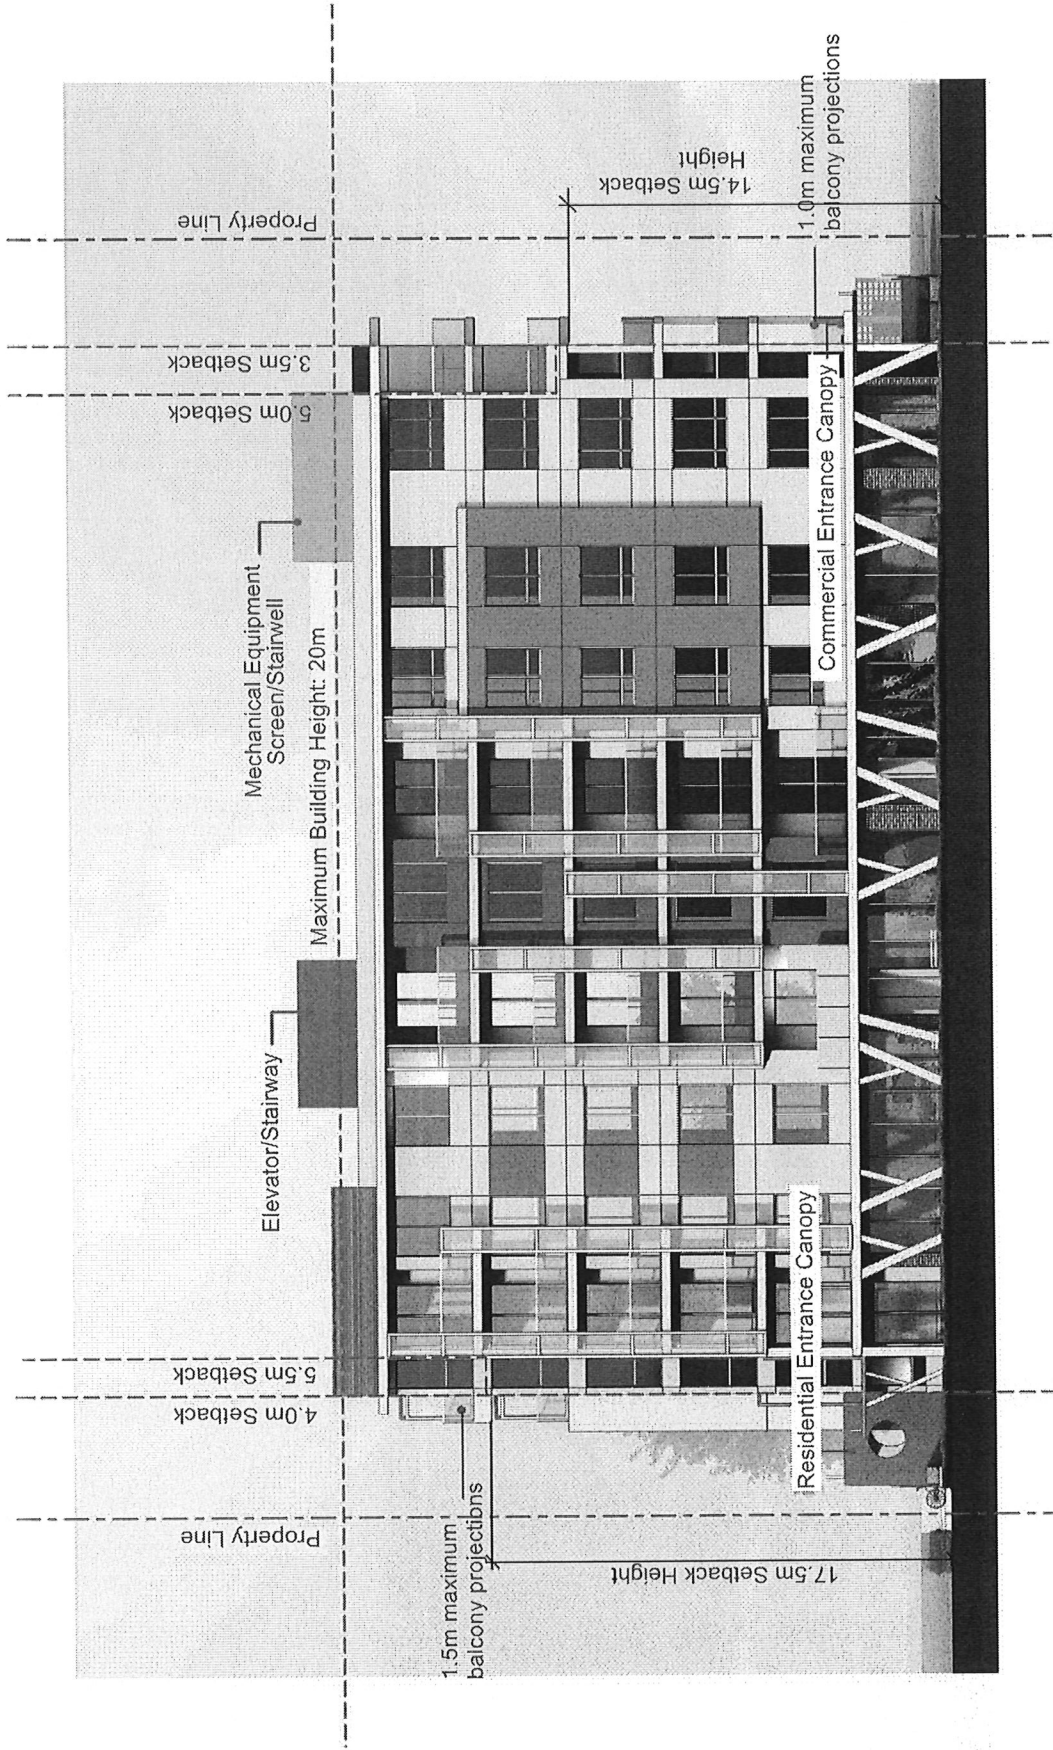 Elevator/Stairway
Mechanical Equipment
Screen/Stairwell
Maximum Building Height: 20m
Property Line
4.0m Setback
5.5m Setback
5.0m Setback
3.5m Setback
Property Line
1.5m maximum
balcony projections
17.5m Setback Height
Residential Entrance Canopy
Commercial Entrance Canopy
14.5m Setback
Height
1.0m maximum
balcony projections